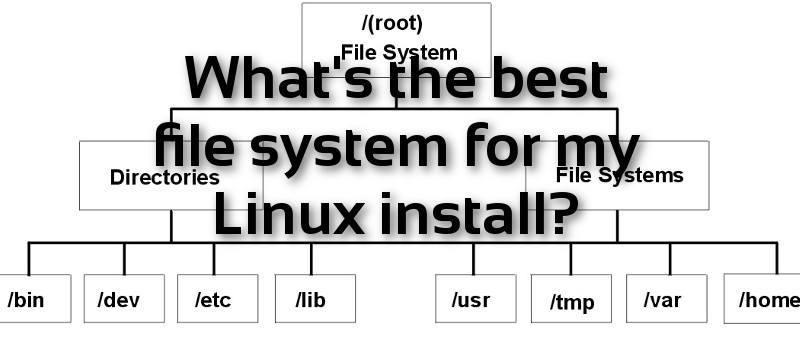 /(root)
File System
What's the best
file system for my
Linux install?
Directories
File Systems
/bin
/dev
/etc
/lib
/usr
/tmp
/var
/home